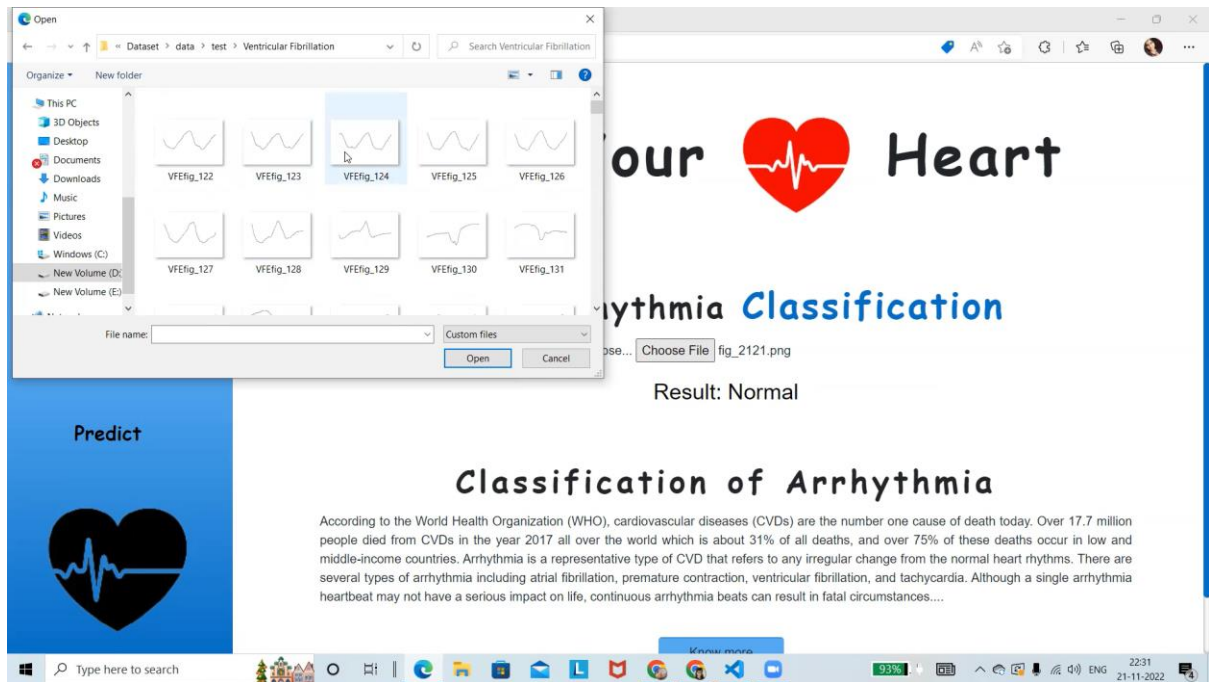 Open
« Dataset > data > test > Ventricular Fibrillation
Search Ventricular Fibrillation
Organize
New folder
This PC
3D Objects
Desktop
Documents
Downloads
Music
Pictures
Videos
Windows (C:)
New Volume (D:
New Volume (E:)
VFEfig_122
VFEfig_123
VFEfig_124
VFEfig_125
VFEfig_126
VFEfig_127
VFEfig_128
VFEfig_129
VFEfig_130
VFEfig_131
File name:
Custom files
Open
Cancel
our Heart
ythmia Classification
ose... Choose File fig_2121.png
Result: Normal
Predict
Classification of Arrhythmia
According to the World Health Organization (WHO), cardiovascular diseases (CVDs) are the number one cause of death today. Over 17.7 million
people died from CVDs in the year 2017 all over the world which is about 31% of all deaths, and over 75% of these deaths occur in low and
middle-income countries. Arrhythmia is a representative type of CVD that refers to any irregular change from the normal heart rhythms. There are
several types of arrhythmia including atrial fibrillation, premature contraction, ventricular fibrillation, and tachycardia. Although a single arrhythmia
heartbeat may not have a serious impact on life, continuous arrhythmia beats can result in fatal circumstances....
Know more
Type here to search
93%
ENG
22:31
21-11-2022
4